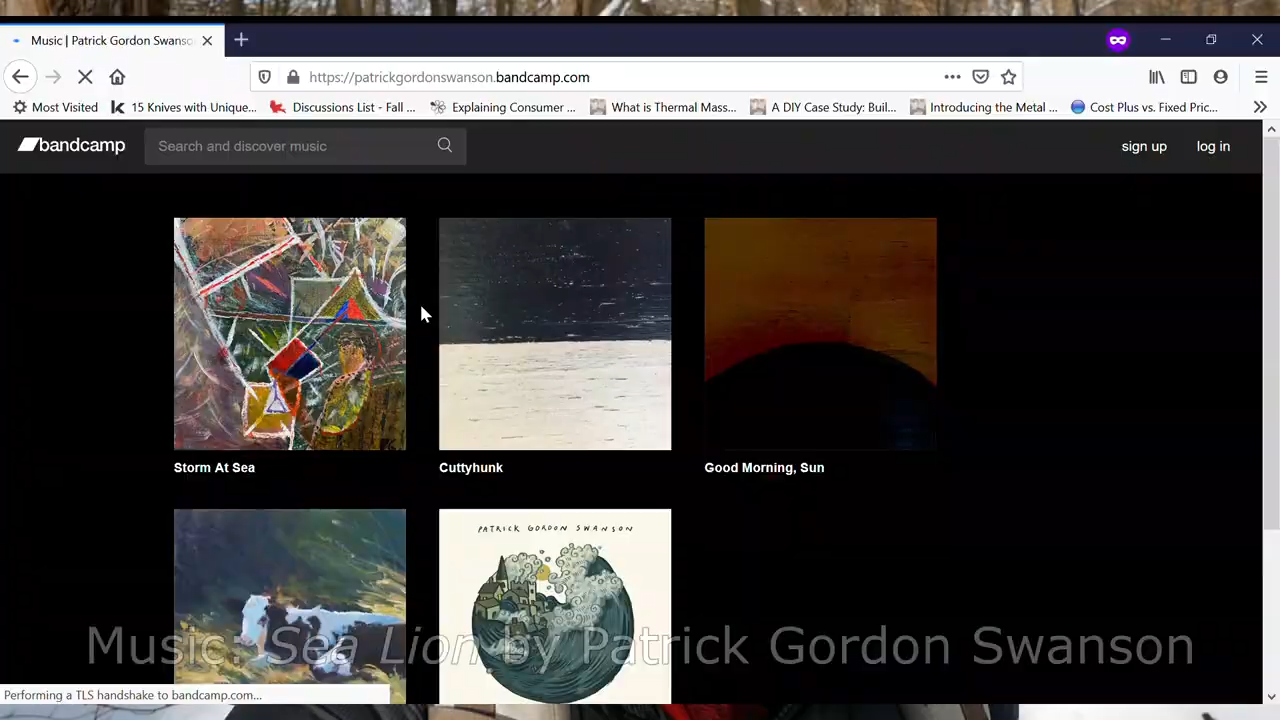 Music | Patrick Gordon Swanso
https://patrickgordonswanson.bandcamp.com
Most Visited
15 Knives with Unique...
Discussions List - Fall ...
Explaining Consumer ...
What is Thermal Mass...
A DIY Case Study: Buil...
Introducing the Metal ...
Cost Plus vs. Fixed Pric...
bandcamp
Search and discover music
sign up
log in
Storm At Sea
Cuttyhunk
Good Morning, Sun
PATRICK GORDON SWANSON
Music: Sea Lion by Patrick Gordon Swanson
Performing a TLS handshake to bandcamp.com...